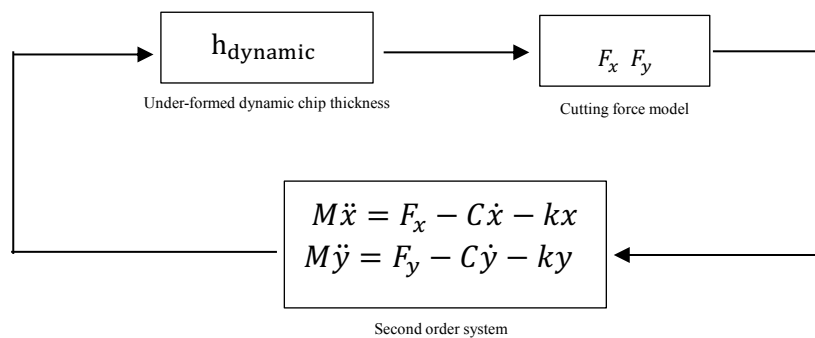 h_dynamic
Under-formed dynamic chip thickness
F_x F_y
Cutting force model
Mẍ = F_x − Cẋ − kx
Mÿ = F_y − Cẏ − ky
Second order system